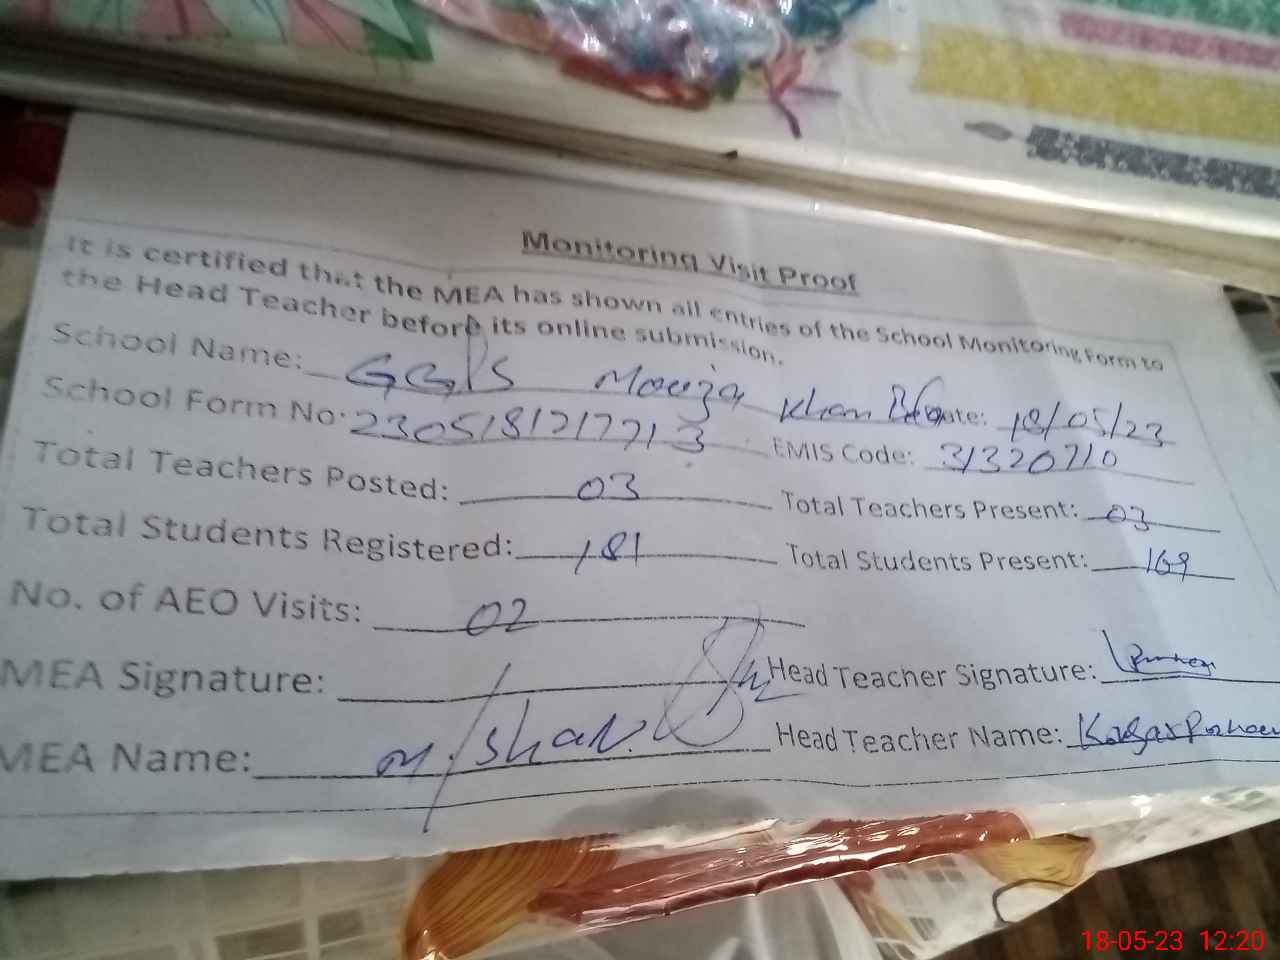 Monitoring Visit Proof
It is certified that the MEA has shown all entries of the School Monitoring Form to
the Head Teacher before its online submission.
School Name: GGPS Mouza Khan Date: 18/05/23
School Form No: EMIS Code: 31320710
Total Teachers Posted: 03 Total Teachers Present: 03
Total Students Registered: 181 Total Students Present: 169
No. of AEO Visits: 02
MEA Signature: Head Teacher Signature:
MEA Name: Head Teacher Name:
18-05-23 12:20